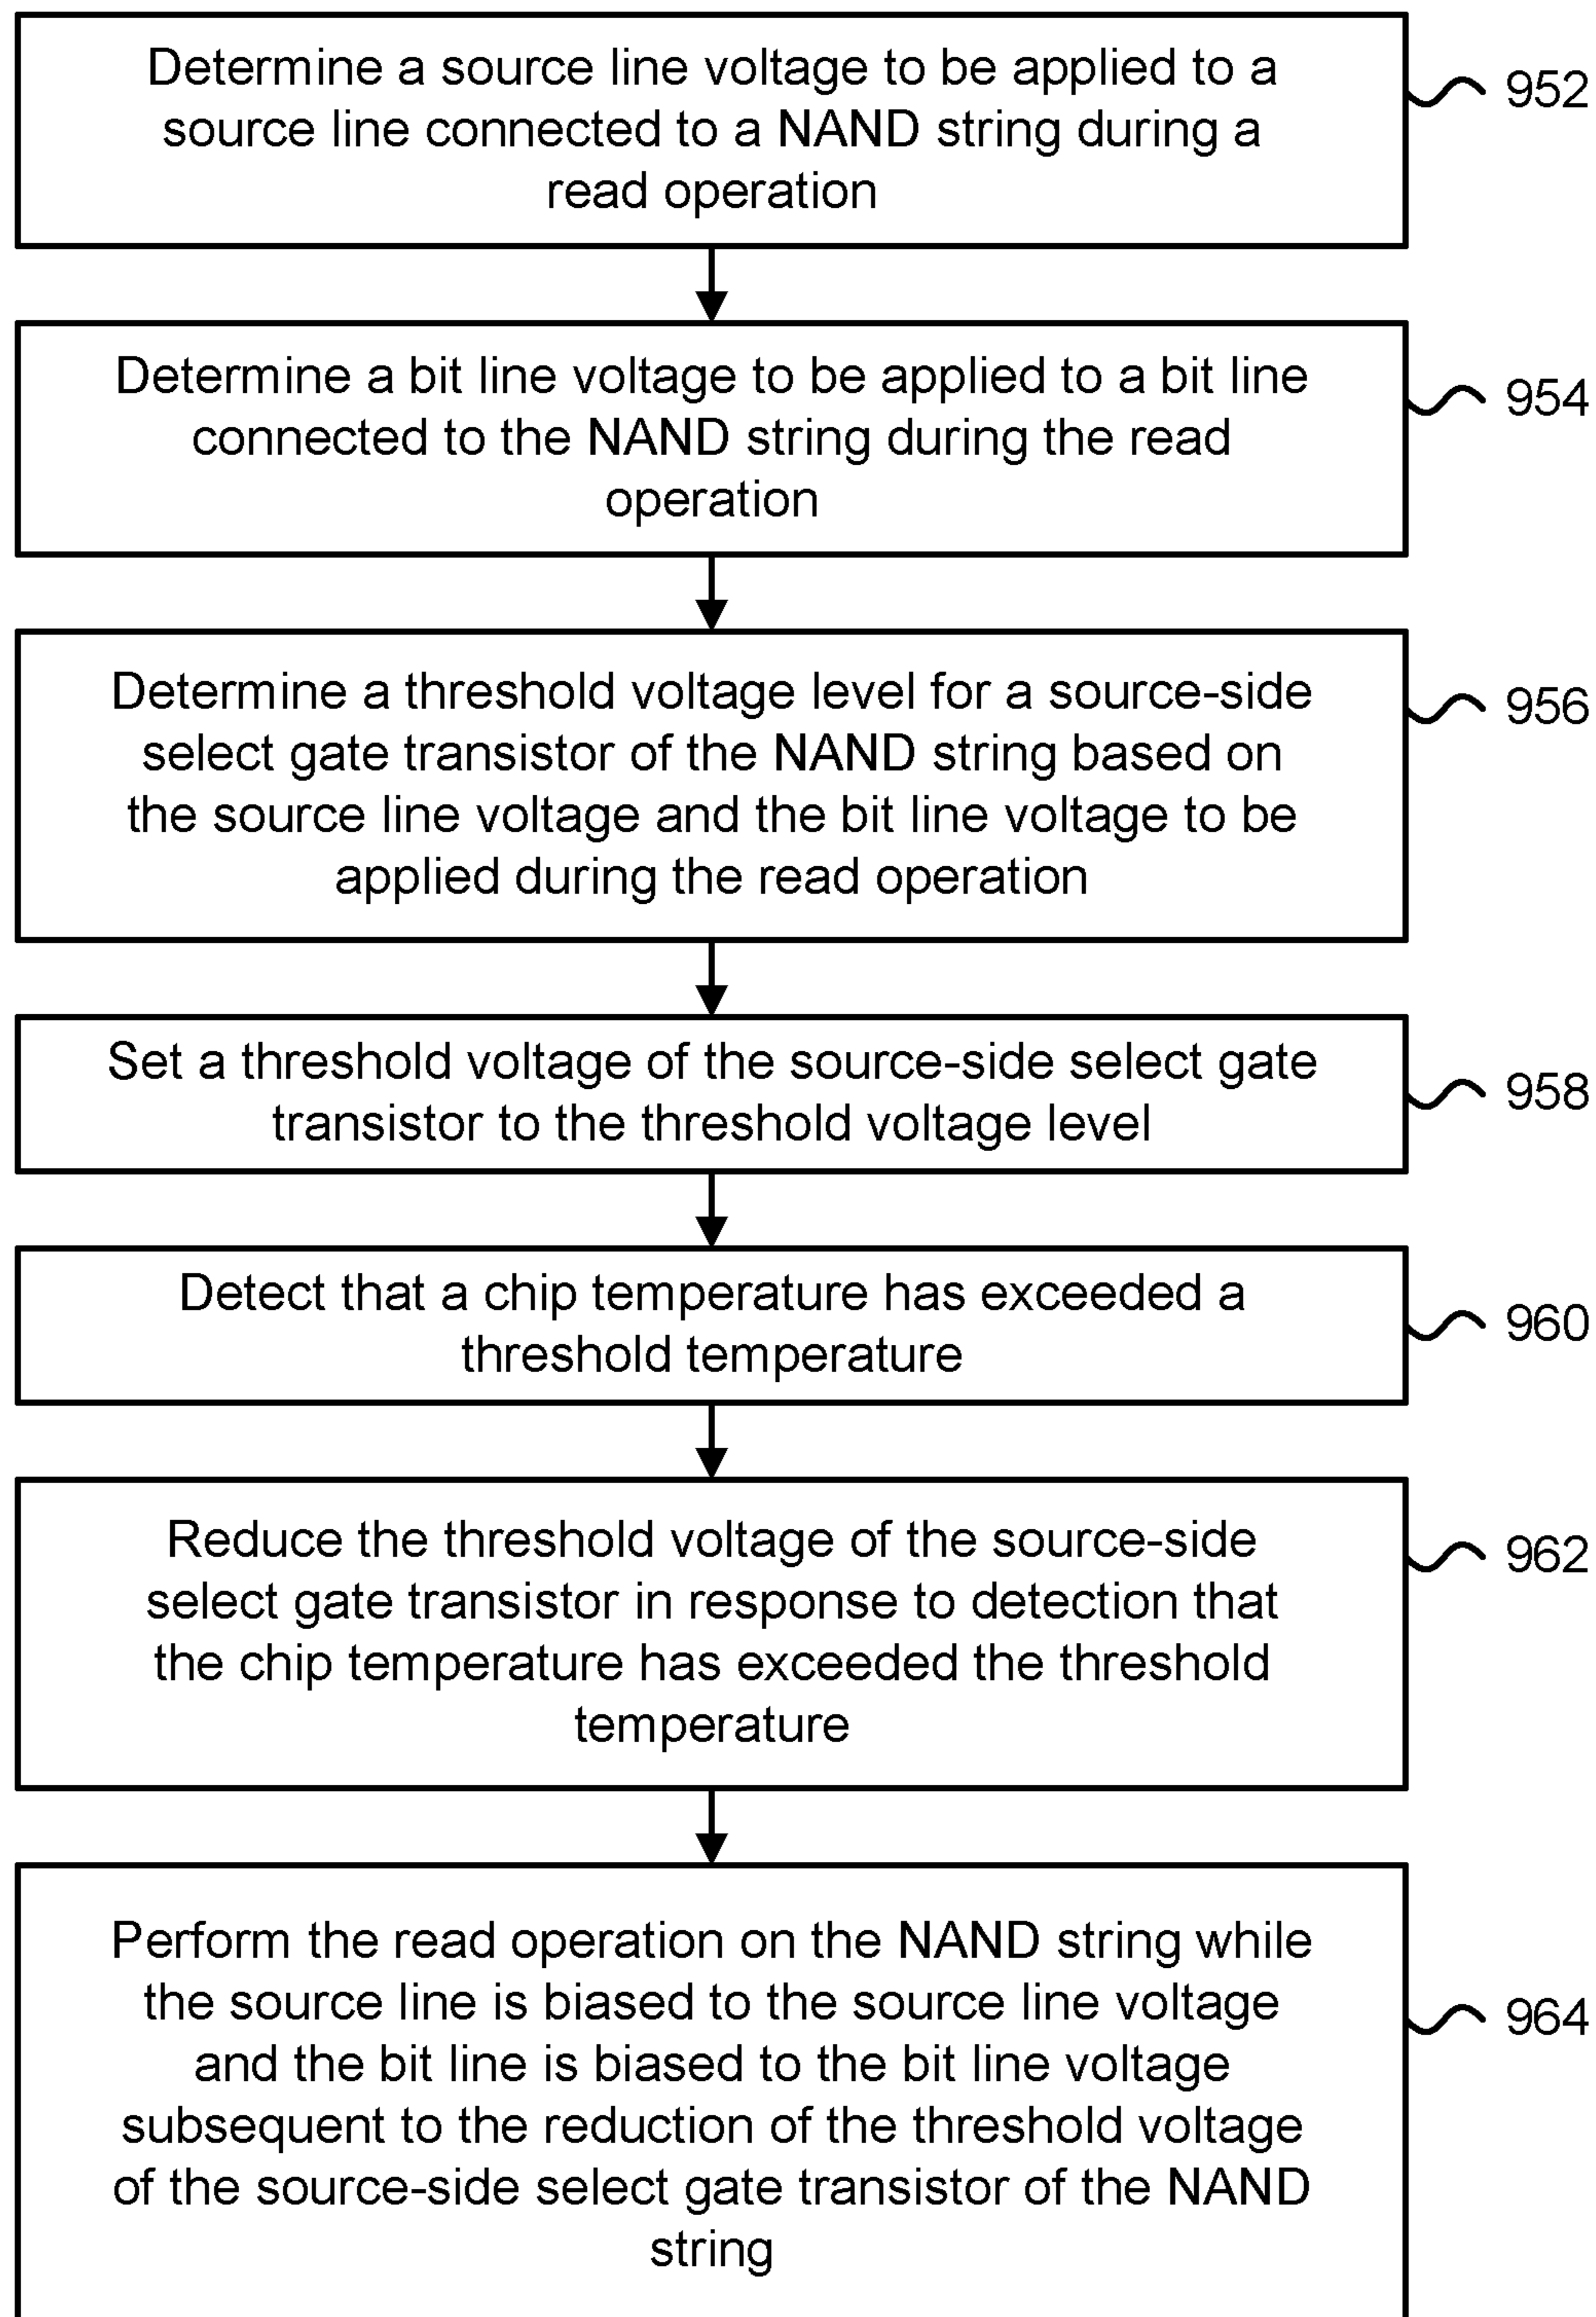 Determine a source line voltage to be applied to a
source line connected to a NAND string during a
read operation
952
Determine a bit line voltage to be applied to a bit line
connected to the NAND string during the read
operation
954
Determine a threshold voltage level for a source-side
select gate transistor of the NAND string based on
the source line voltage and the bit line voltage to be
applied during the read operation
956
Set a threshold voltage of the source-side select gate
transistor to the threshold voltage level
958
Detect that a chip temperature has exceeded a
threshold temperature
960
Reduce the threshold voltage of the source-side
select gate transistor in response to detection that
the chip temperature has exceeded the threshold
temperature
962
Perform the read operation on the NAND string while
the source line is biased to the source line voltage
and the bit line is biased to the bit line voltage
subsequent to the reduction of the threshold voltage
of the source-side select gate transistor of the NAND
string
964